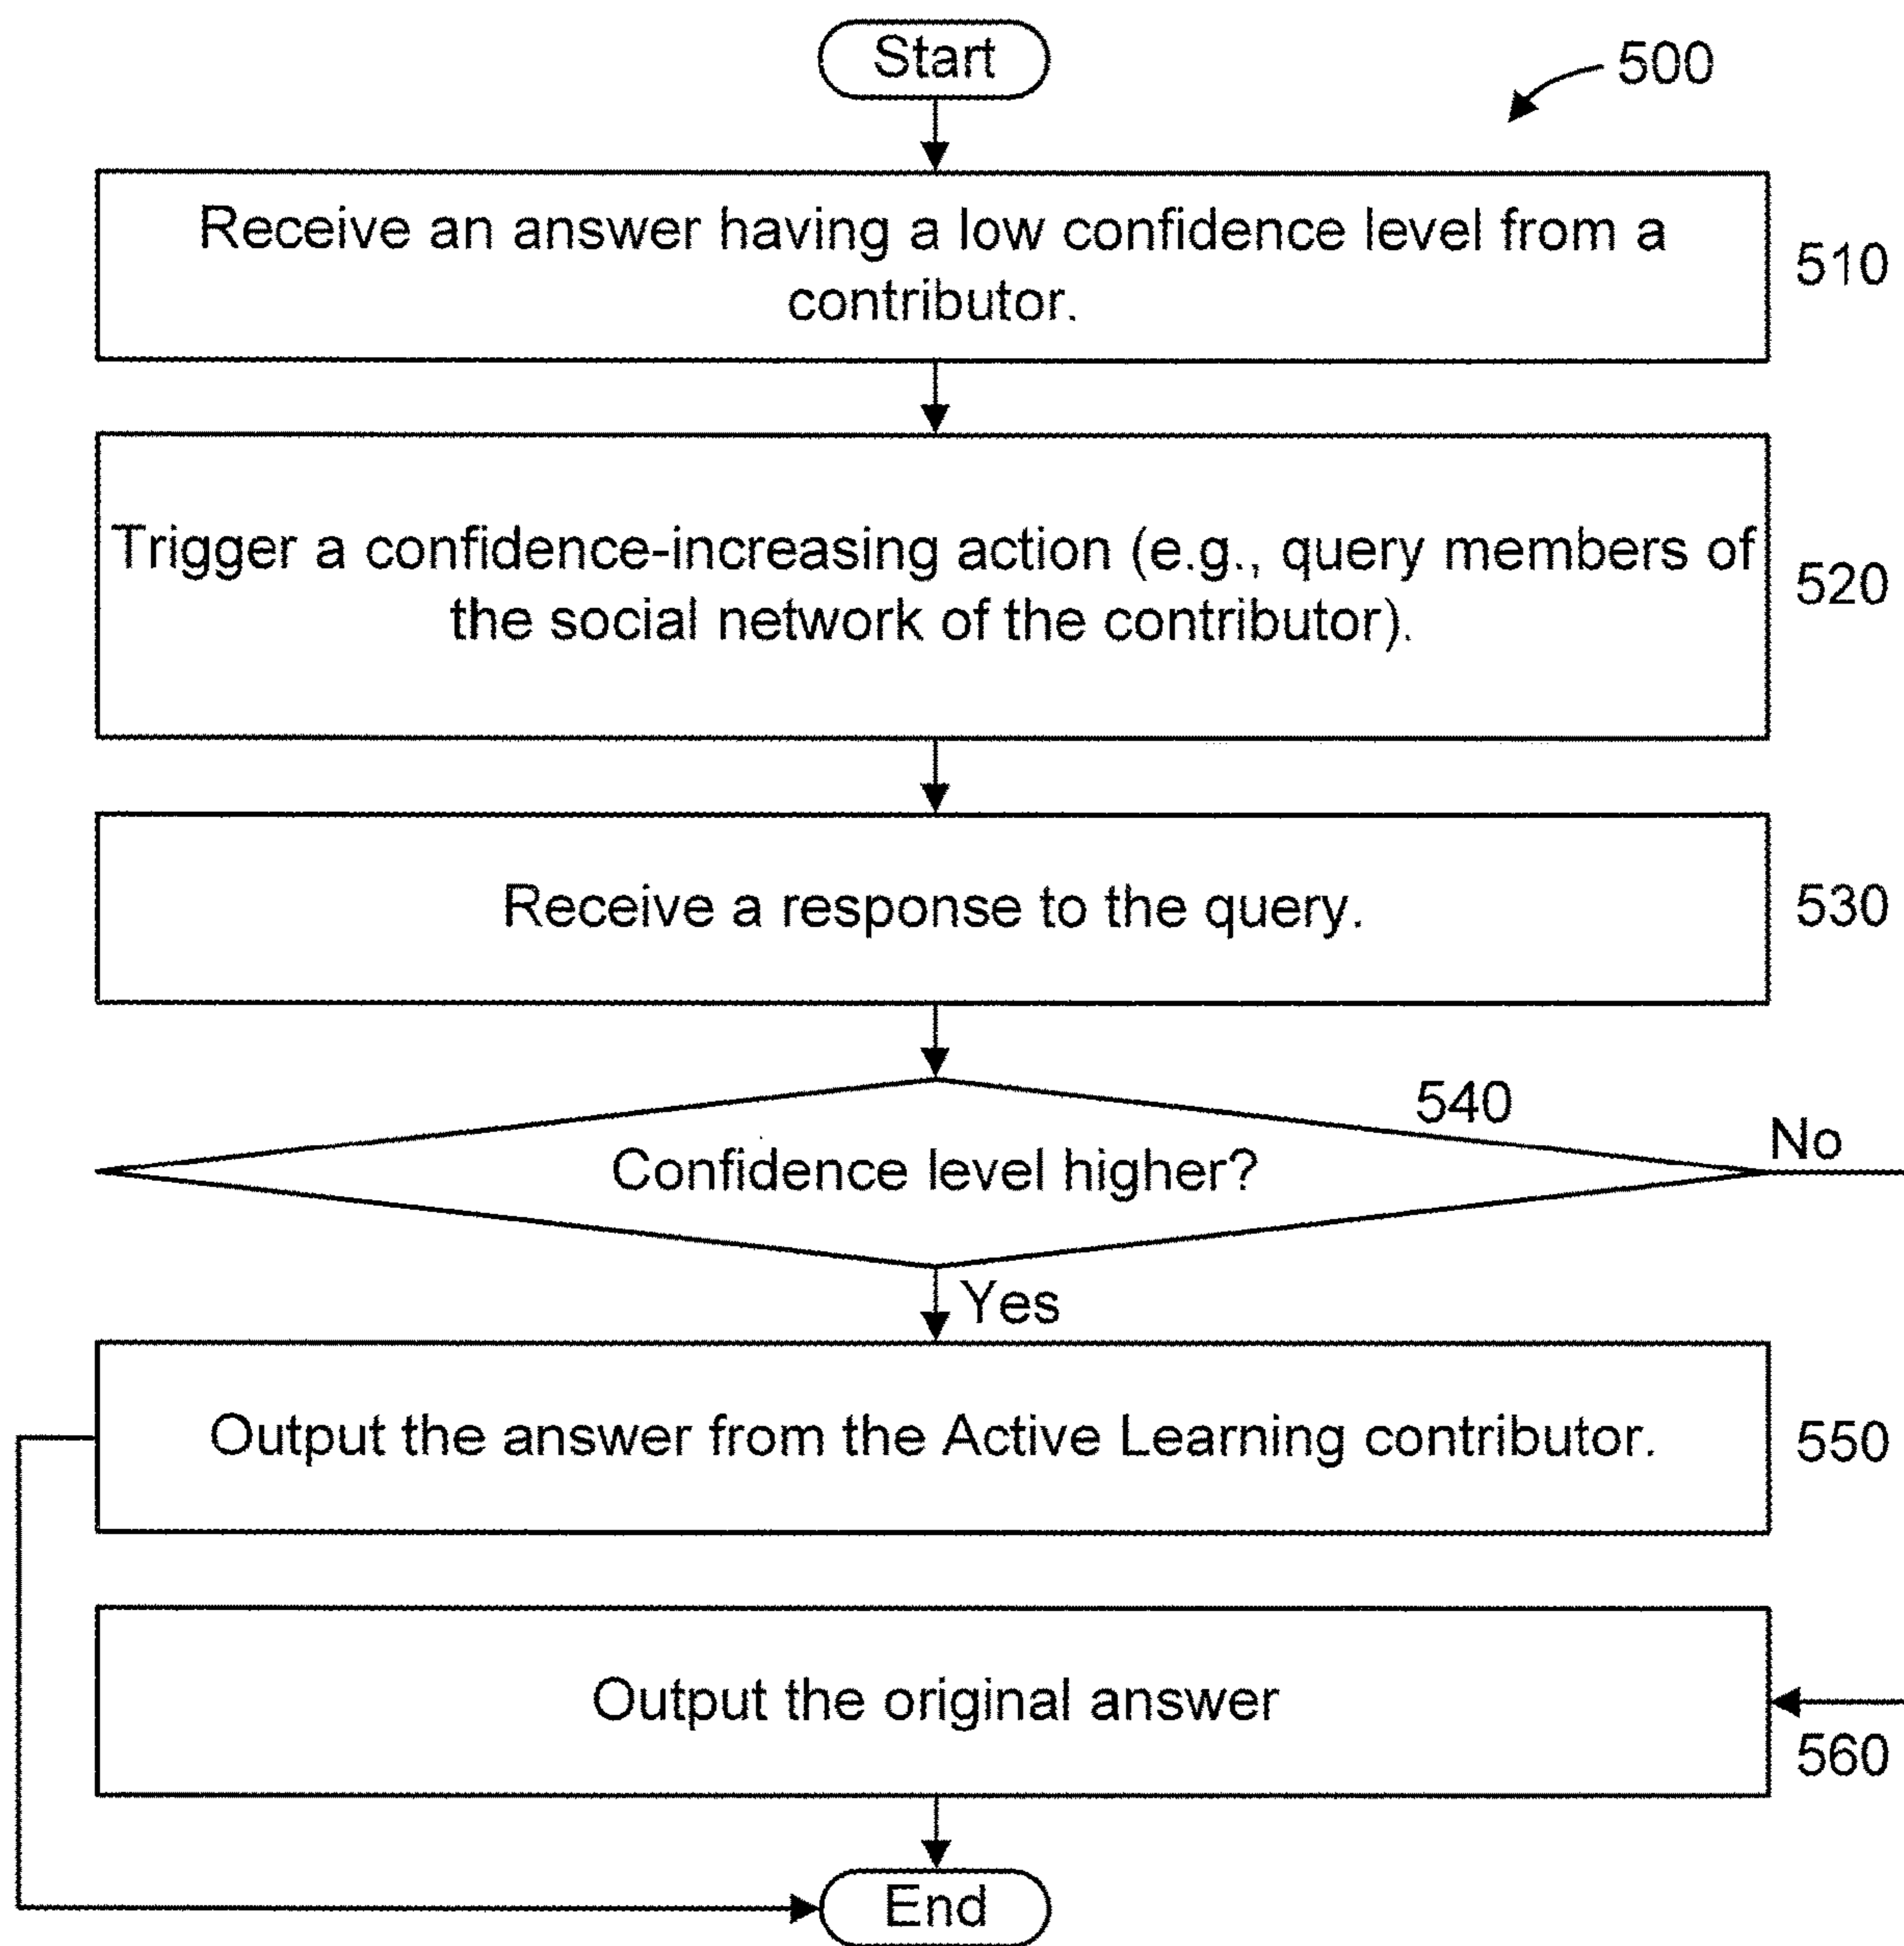 Start
500
Receive an answer having a low confidence level from a
contributor.
510
Trigger a confidence-increasing action (e.g., query members of
the social network of the contributor).
520
Receive a response to the query.
530
540
Confidence level higher?
No
Yes
Output the answer from the Active Learning contributor.
550
Output the original answer
560
End